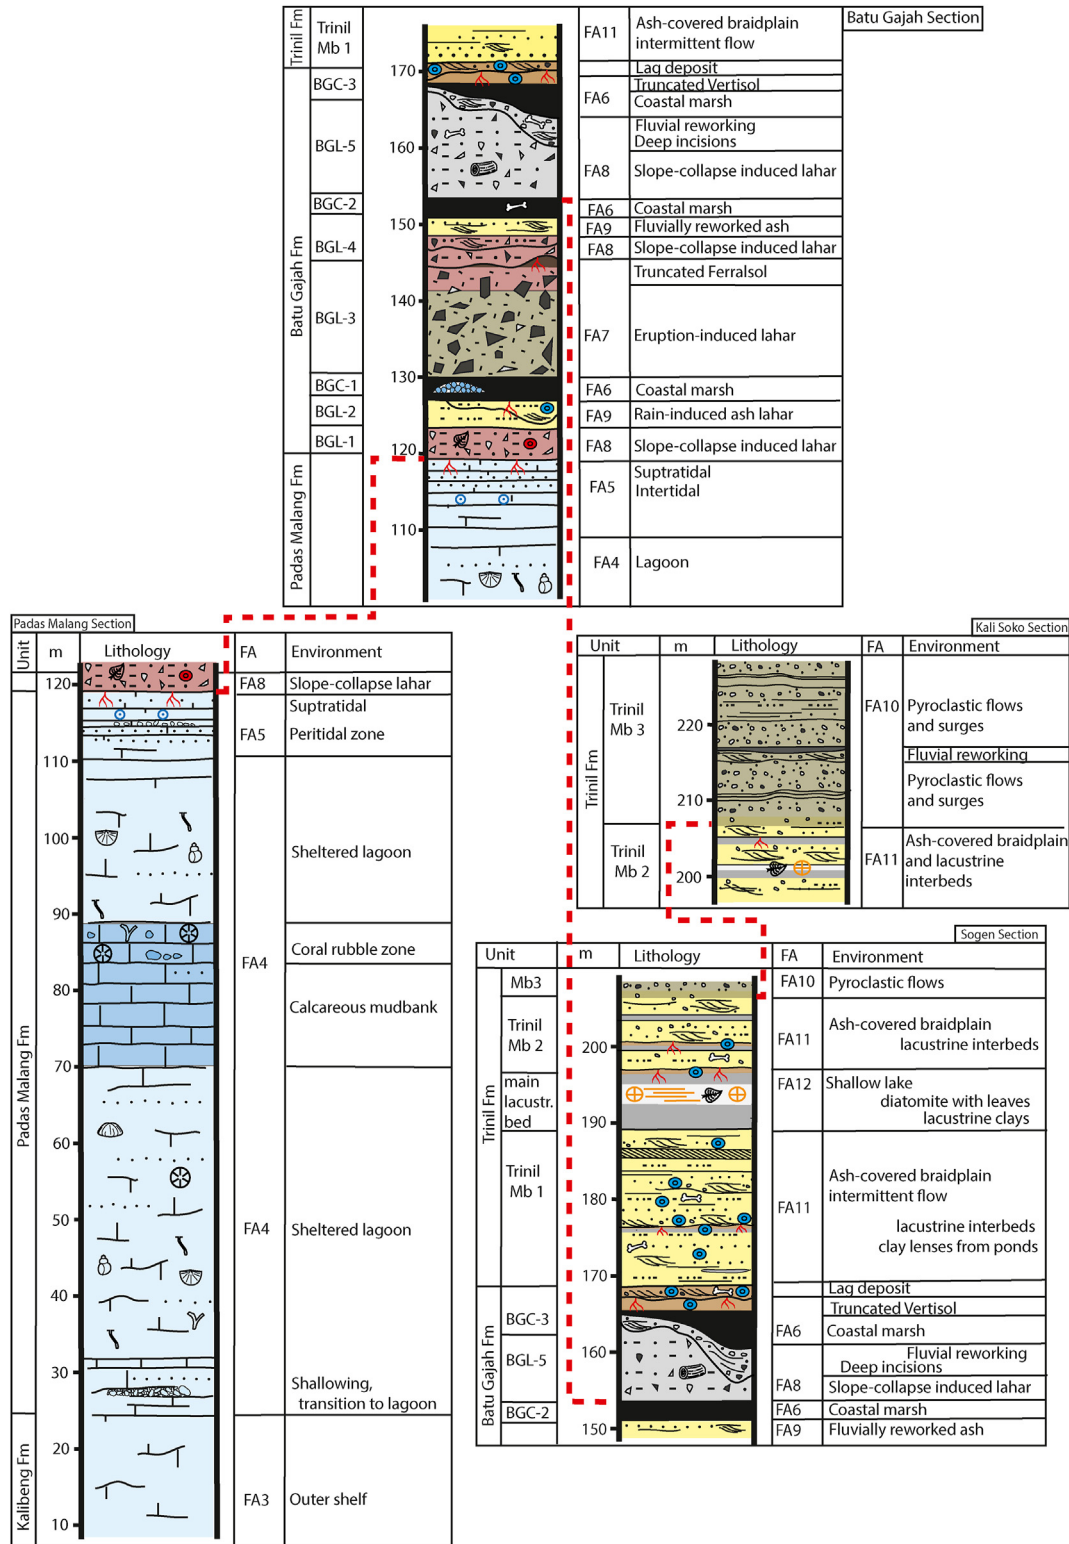 Batu Gajah Section
Trinil Fm
Trinil
Mb 1
FA11
Ash-covered braidplain
intermittent flow
Lag deposit
170
BGC-3
FA6
Truncated Vertisol
Coastal marsh
Batu Gajah Fm
BGL-5
160
Fluvial reworking
Deep incisions
FA8
Slope-collapse induced lahar
BGC-2
FA6
Coastal marsh
150
FA9
Fluvially reworked ash
BGL-4
FA8
Slope-collapse induced lahar
Truncated Ferralsol
140
BGL-3
FA7
Eruption-induced lahar
130
BGC-1
FA6
Coastal marsh
BGL-2
FA9
Rain-induced ash lahar
BGL-1
120
FA8
Slope-collapse induced lahar
Padas Malang Fm
FA5
Suptratidal
Intertidal
110
FA4
Lagoon
Padas Malang Section
Unit
m
Lithology
FA
Environment
120
FA8
Slope-collapse lahar
Suptratidal
FA5
Peritidal zone
110
100
Sheltered lagoon
90
Coral rubble zone
FA4
80
Calcareous mudbank
Padas Malang Fm
70
60
50
FA4
Sheltered lagoon
40
30
Shallowing,
transition to lagoon
Kalibeng Fm
20
FA3
Outer shelf
10
Kali Soko Section
Unit
m
Lithology
FA
Environment
Trinil Fm
Trinil
Mb 3
220
FA10
Pyroclastic flows
and surges
Fluvial reworking
Pyroclastic flows
and surges
210
Trinil
Mb 2
200
FA11
Ash-covered braidplain
and lacustrine
interbeds
Sogen Section
Unit
m
Lithology
FA
Environment
Trinil Fm
Mb3
FA10
Pyroclastic flows
Trinil
Mb 2
200
FA11
Ash-covered braidplain
lacustrine interbeds
main
lacustr.
bed
190
FA12
Shallow lake
diatomite with leaves
lacustrine clays
Trinil
Mb 1
180
FA11
Ash-covered braidplain
intermittent flow
lacustrine interbeds
clay lenses from ponds
170
Lag deposit
Batu Gajah Fm
BGC-3
Truncated Vertisol
FA6
Coastal marsh
BGL-5
160
Fluvial reworking
Deep incisions
FA8
Slope-collapse induced lahar
BGC-2
FA6
Coastal marsh
150
FA9
Fluvially reworked ash